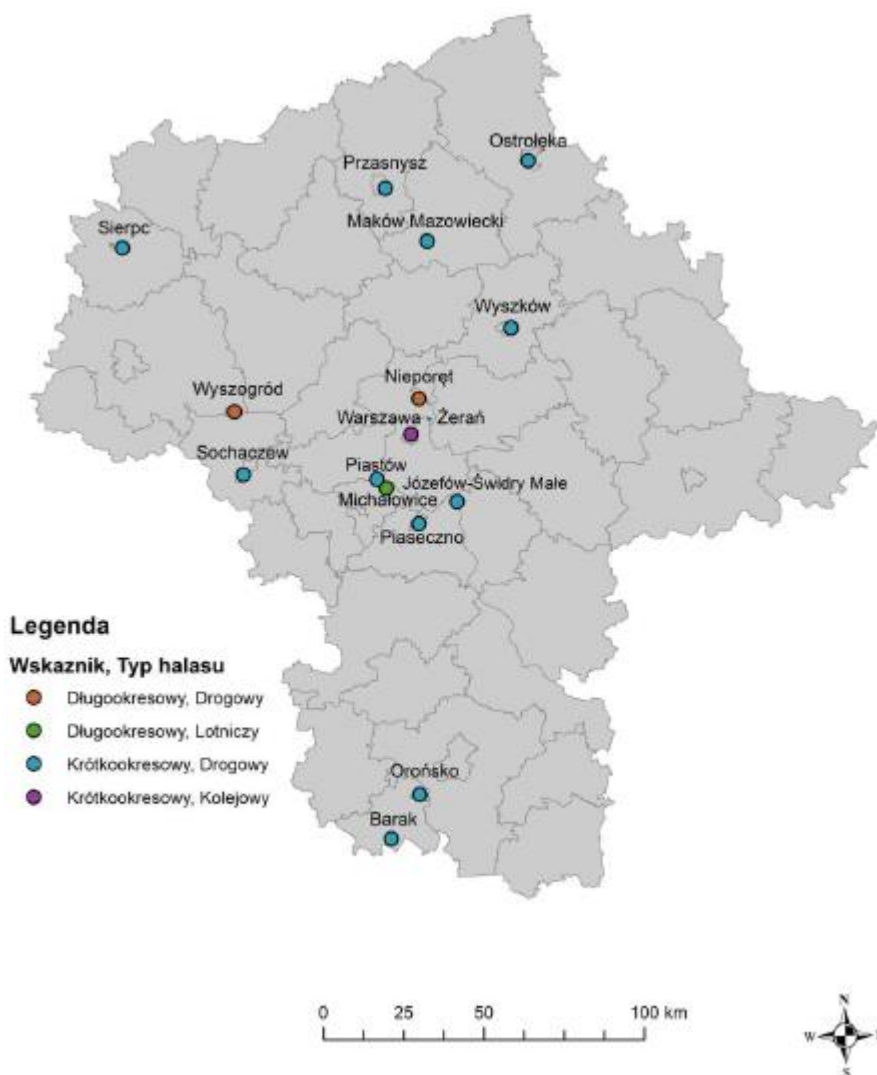 Ostrołęka
Przasnysz
Maków Mazowiecki
Sierpc
Wyszków
Nieporęt
Wyszogród
Warszawa - Żerań
Sochaczew
Piastów
Józefów-Świdry Małe
Michałowice
Piaseczno
Legenda
Wskaznik, Typ halasu
Długookresowy, Drogowy
Długookresowy, Lotniczy
Krótkookresowy, Drogowy
Krótkookresowy, Kolejowy
Orońsko
Barak
0 25 50 100 km
N
W
S